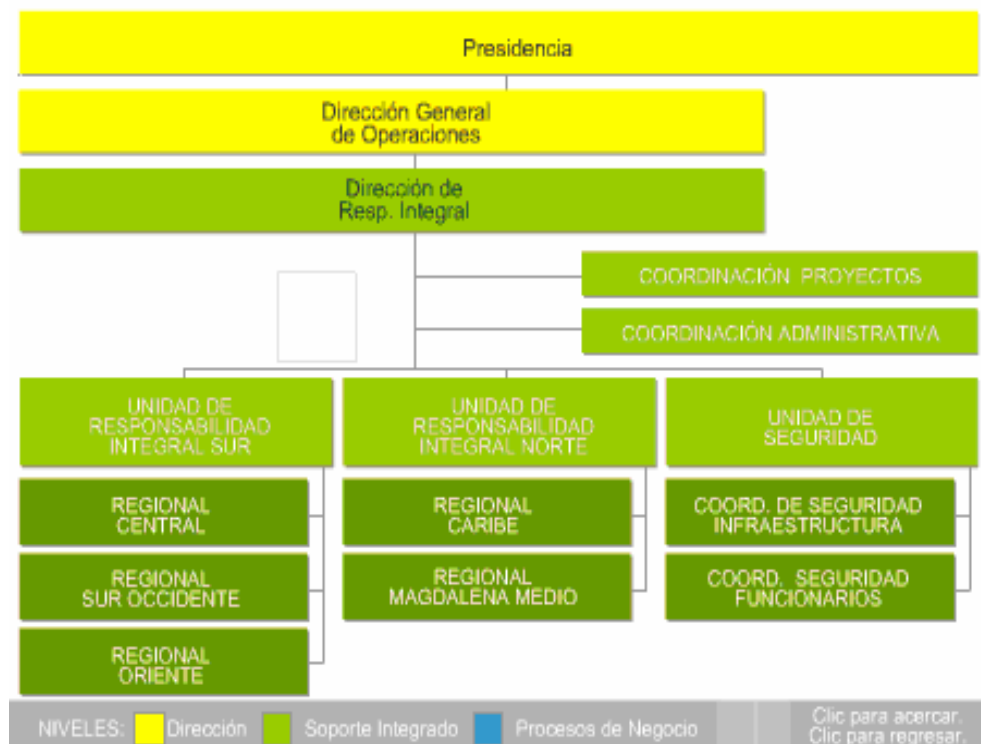 Presidencia
Dirección General
de Operaciones
Dirección de
Resp. Integral
COORDINACIÓN PROYECTOS
COORDINACIÓN ADMINISTRATIVA
UNIDAD DE
RESPONSABILIDAD
INTEGRAL SUR
UNIDAD DE
RESPONSABILIDAD
INTEGRAL NORTE
UNIDAD DE
SEGURIDAD
REGIONAL
CENTRAL
REGIONAL
CARIBE
COORD. DE SEGURIDAD
INFRAESTRUCTURA
REGIONAL
SUR OCCIDENTE
REGIONAL
MAGDALENA MEDIO
COORD. SEGURIDAD
FUNCIONARIOS
REGIONAL
ORIENTE
NIVELES: Dirección Soporte Integrado Procesos de Negocio
Clic para acercar.
Clic para regresar.